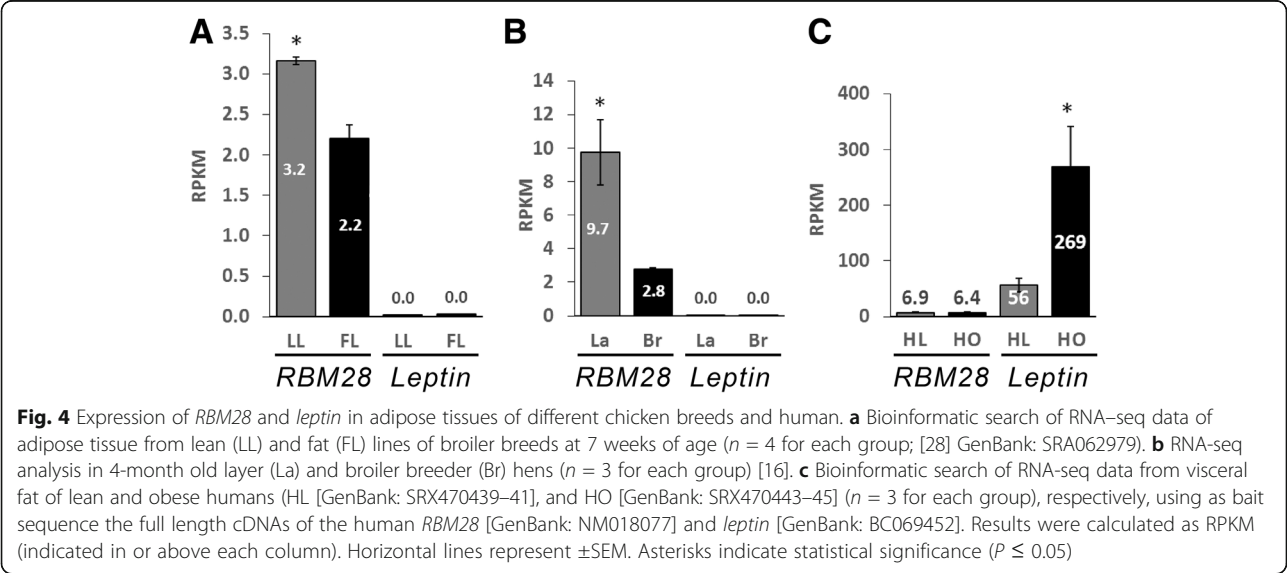 A
B
C
3.5
3.0
2.5
2.0
1.5
1.0
0.5
0.0
RPKM
*
3.2
2.2
0.0
0.0
LL
FL
LL
FL
RBM28
Leptin
14
12
10
8
6
4
2
0
RPKM
*
9.7
2.8
0.0
0.0
La
Br
La
Br
RBM28
Leptin
400
300
200
100
0
RPKM
*
6.9
6.4
56
269
HL
HO
HL
HO
RBM28
Leptin
Fig. 4 Expression of RBM28 and leptin in adipose tissues of different chicken breeds and human. a Bioinformatic search of RNA–seq data of
adipose tissue from lean (LL) and fat (FL) lines of broiler breeds at 7 weeks of age (n = 4 for each group; [28] GenBank: SRA062979). b RNA-seq
analysis in 4-month old layer (La) and broiler breeder (Br) hens (n = 3 for each group) [16]. c Bioinformatic search of RNA-seq data from visceral
fat of lean and obese humans (HL [GenBank: SRX470439–41], and HO [GenBank: SRX470443–45] (n = 3 for each group), respectively, using as bait
sequence the full length cDNAs of the human RBM28 [GenBank: NM018077] and leptin [GenBank: BC069452]. Results were calculated as RPKM
(indicated in or above each column). Horizontal lines represent ±SEM. Asterisks indicate statistical significance (P ≤ 0.05)